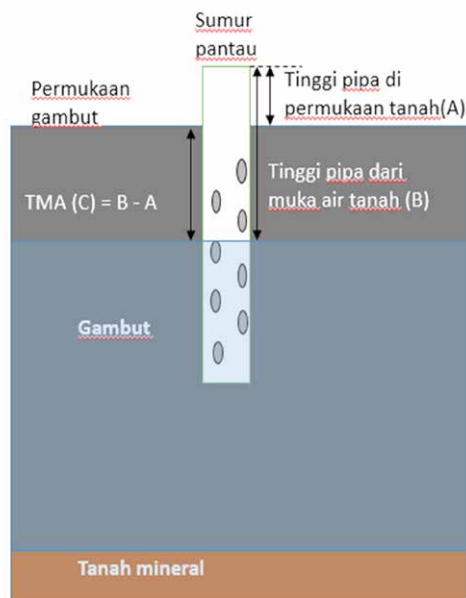 Sumur
pantau
Permukaan
gambut
Tinggi pipa di
permukaan tanah(A)
TMA (C) = B - A
Tinggi pipa dari
muka air tanah (B)
Gambut
Tanah mineral